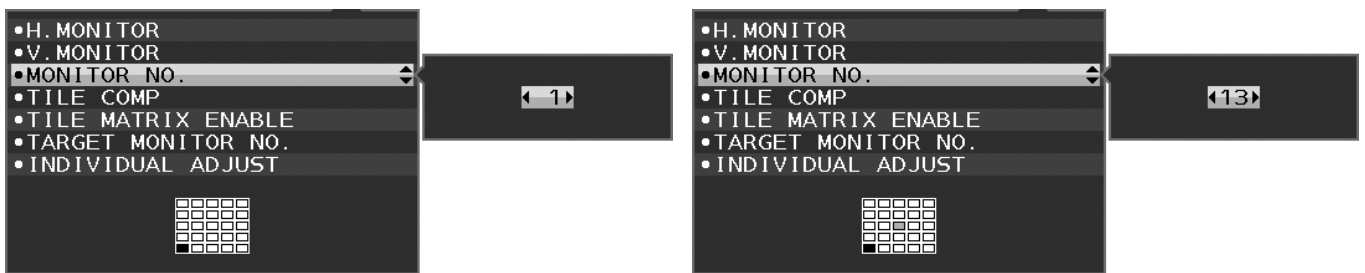 •H.MONITOR
•V.MONITOR
•MONITOR NO.
1
•TILE COMP
•TILE MATRIX ENABLE
•TARGET MONITOR NO.
•INDIVIDUAL ADJUST
•H.MONITOR
•V.MONITOR
•MONITOR NO.
13
•TILE COMP
•TILE MATRIX ENABLE
•TARGET MONITOR NO.
•INDIVIDUAL ADJUST